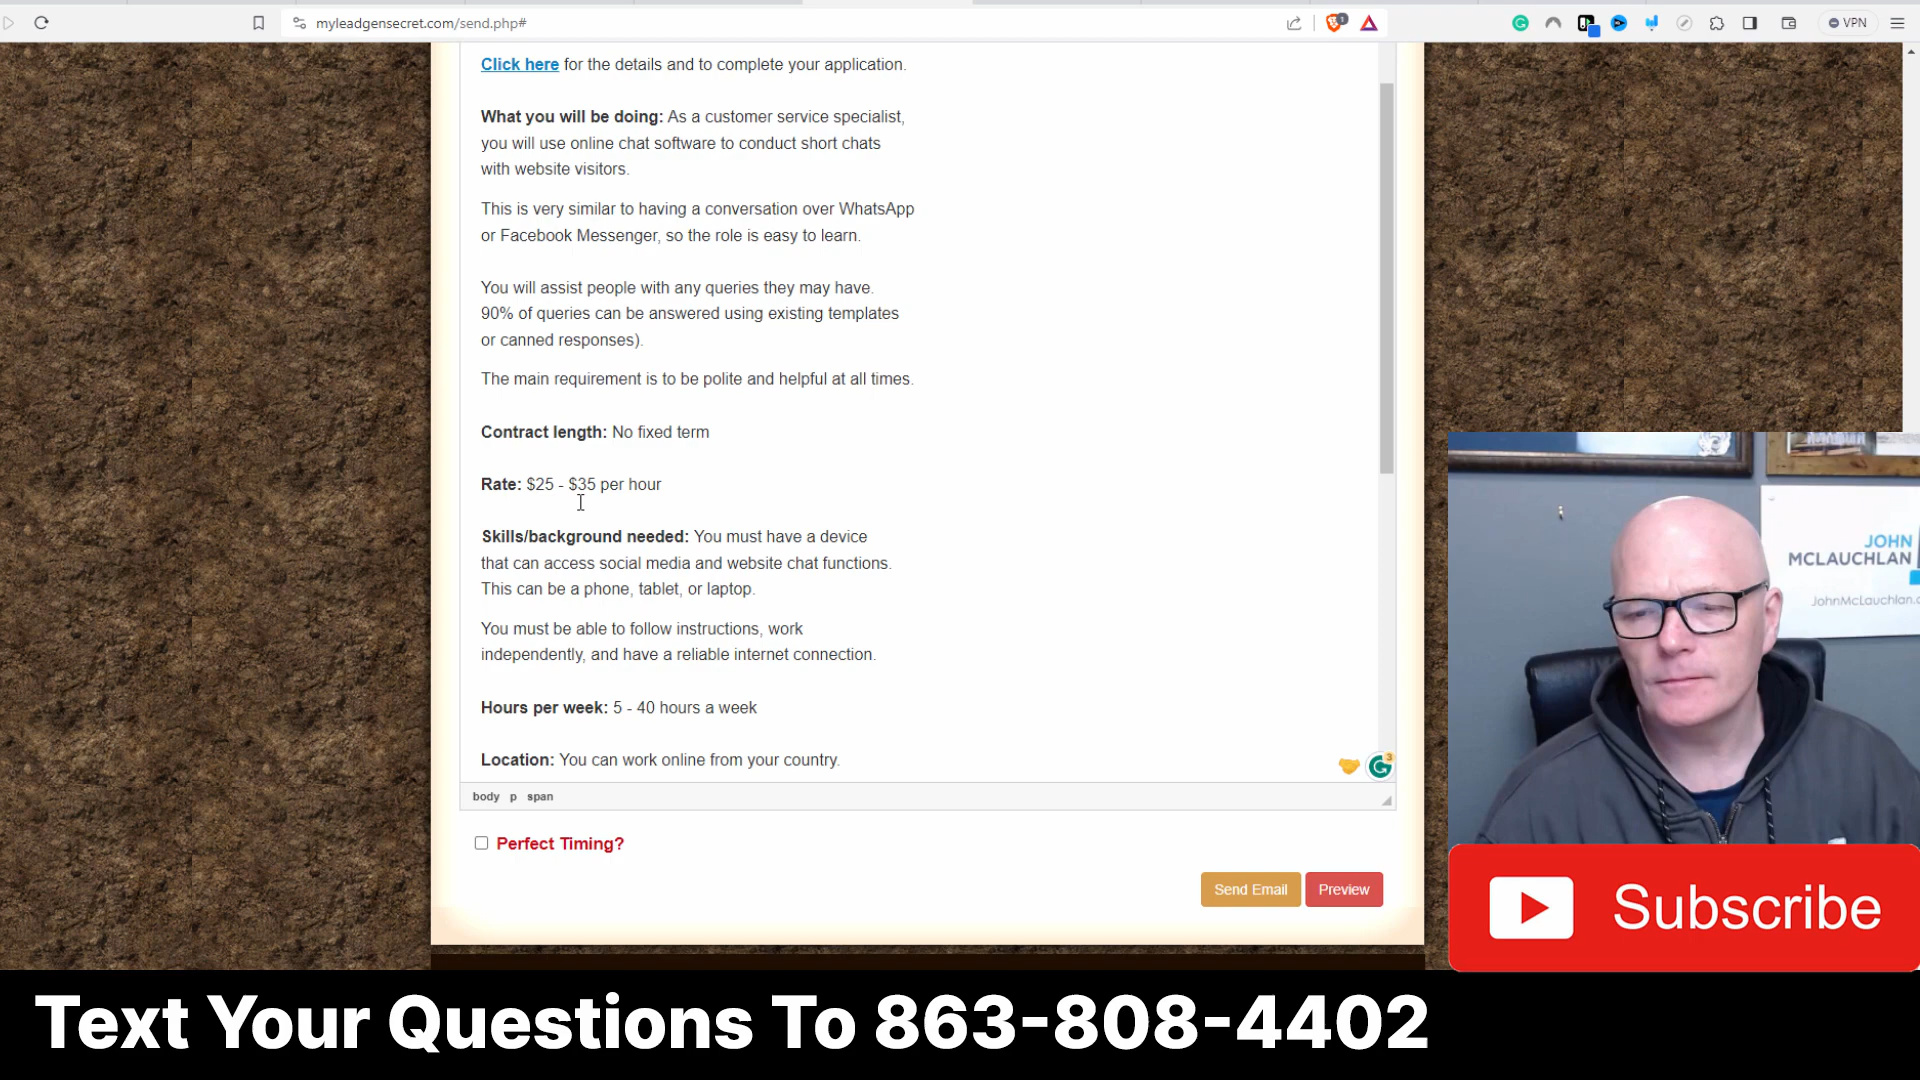 myleadgensecret.com/send.php#
1
VPN
Click here for the details and to complete your application.
What you will be doing: As a customer service specialist,
you will use online chat software to conduct short chats
with website visitors.
This is very similar to having a conversation over WhatsApp
or Facebook Messenger, so the role is easy to learn.
You will assist people with any queries they may have.
90% of queries can be answered using existing templates
or canned responses).
The main requirement is to be polite and helpful at all times.
Contract length: No fixed term
Rate: $25 - $35 per hour
Skills/background needed: You must have a device
that can access social media and website chat functions.
This can be a phone, tablet, or laptop.
You must be able to follow instructions, work
independently, and have a reliable internet connection.
Hours per week: 5 - 40 hours a week
Location: You can work online from your country.
3
body p span
Perfect Timing?
Send Email
Preview
JOHN
MCLAUCHLAN
JohnMcLauchlan.c
Subscribe
Text Your Questions To 863-808-4402